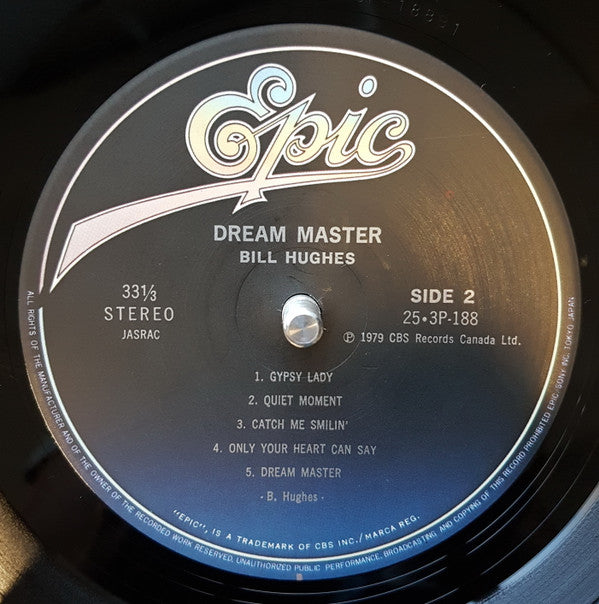 Epic
DREAM MASTER
BILL HUGHES
33⅓
STEREO
JASRAC
SIDE 2
25•3P-188
Ⓟ 1979 CBS Records Canada Ltd.
1. GYPSY LADY
2. QUIET MOMENT
3. CATCH ME SMILIN'
4. ONLY YOUR HEART CAN SAY
5. DREAM MASTER
- B. Hughes -
"EPIC", IS A TRADEMARK OF CBS INC./MARCA REG.
ALL RIGHTS OF THE MANUFACTURER AND OF THE OWNER OF THE RECORDED WORK RESERVED. UNAUTHORIZED PUBLIC PERFORMANCE, BROADCASTING AND COPYING OF THIS RECORD PROHIBITED EPIC/SONY INC. TOKYO JAPAN